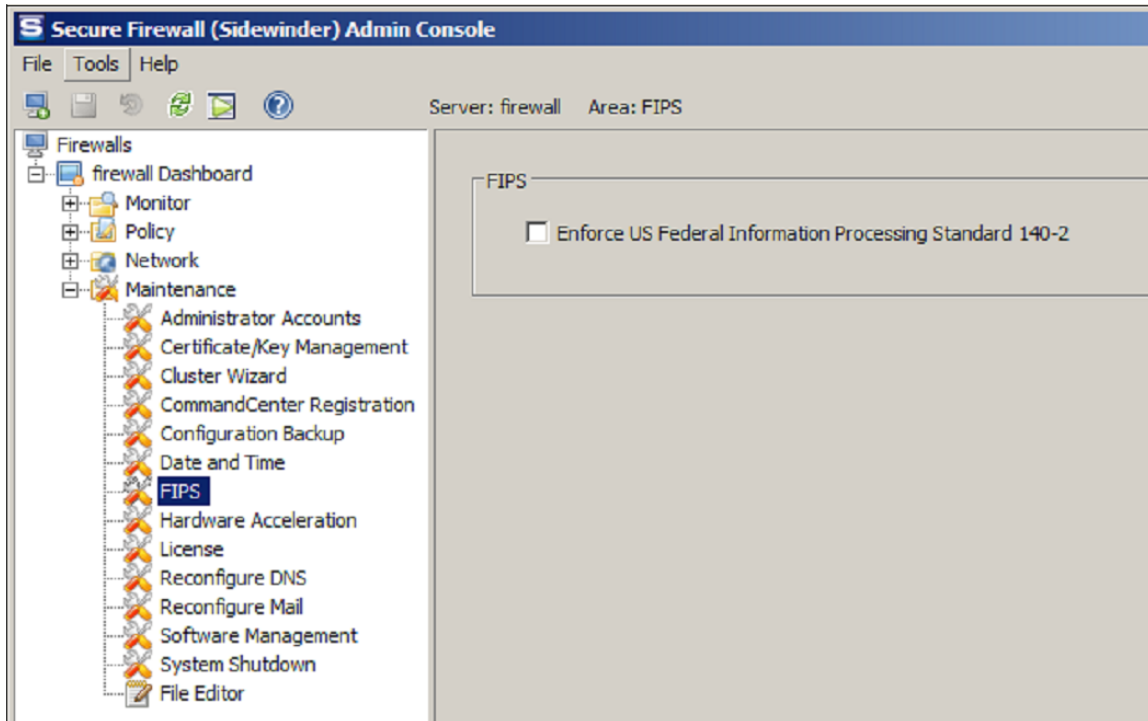 Secure Firewall (Sidewinder) Admin Console
File Tools Help
Server: firewall Area: FIPS
Firewalls
firewall Dashboard
Monitor
Policy
Network
Maintenance
Administrator Accounts
Certificate/Key Management
Cluster Wizard
CommandCenter Registration
Configuration Backup
Date and Time
FIPS
Hardware Acceleration
License
Reconfigure DNS
Reconfigure Mail
Software Management
System Shutdown
File Editor
FIPS
Enforce US Federal Information Processing Standard 140-2